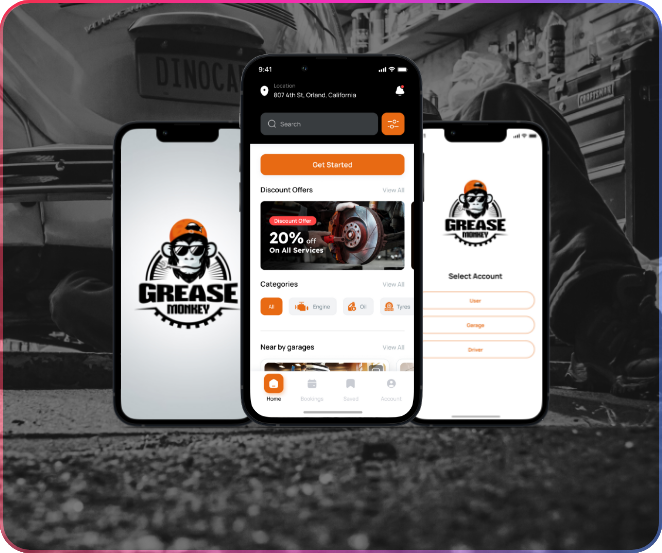 VOLKSWAGEN
DINOCA
CRAFTSMAN
GREASE
MONKEY
9:41
Location
807 4th St, Orland, California
Search
Get Started
Discount Offers
View All
Discount Offer
20% off
On All Services
Categories
View All
All
Engine
Oil
Tyres
Near by garages
View All
Home
Bookings
Saved
Account
GREASE
MONKEY
Select Account
User
Garage
Driver